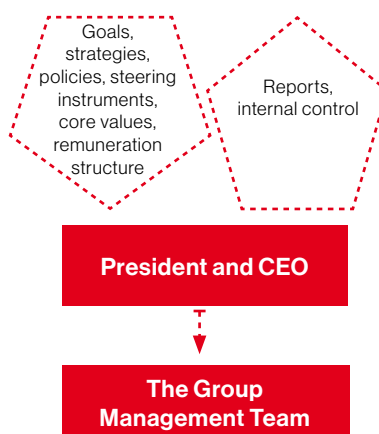 Goals,
strategies,
policies, steering
instruments,
core values,
remuneration
structure
Reports,
internal control
President and CEO
The Group
Management Team